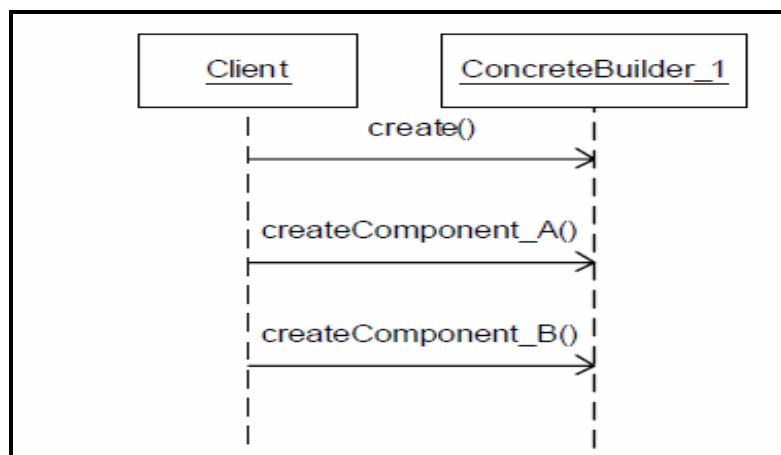 Client
ConcreteBuilder_1
create()
createComponent_A()
createComponent_B()